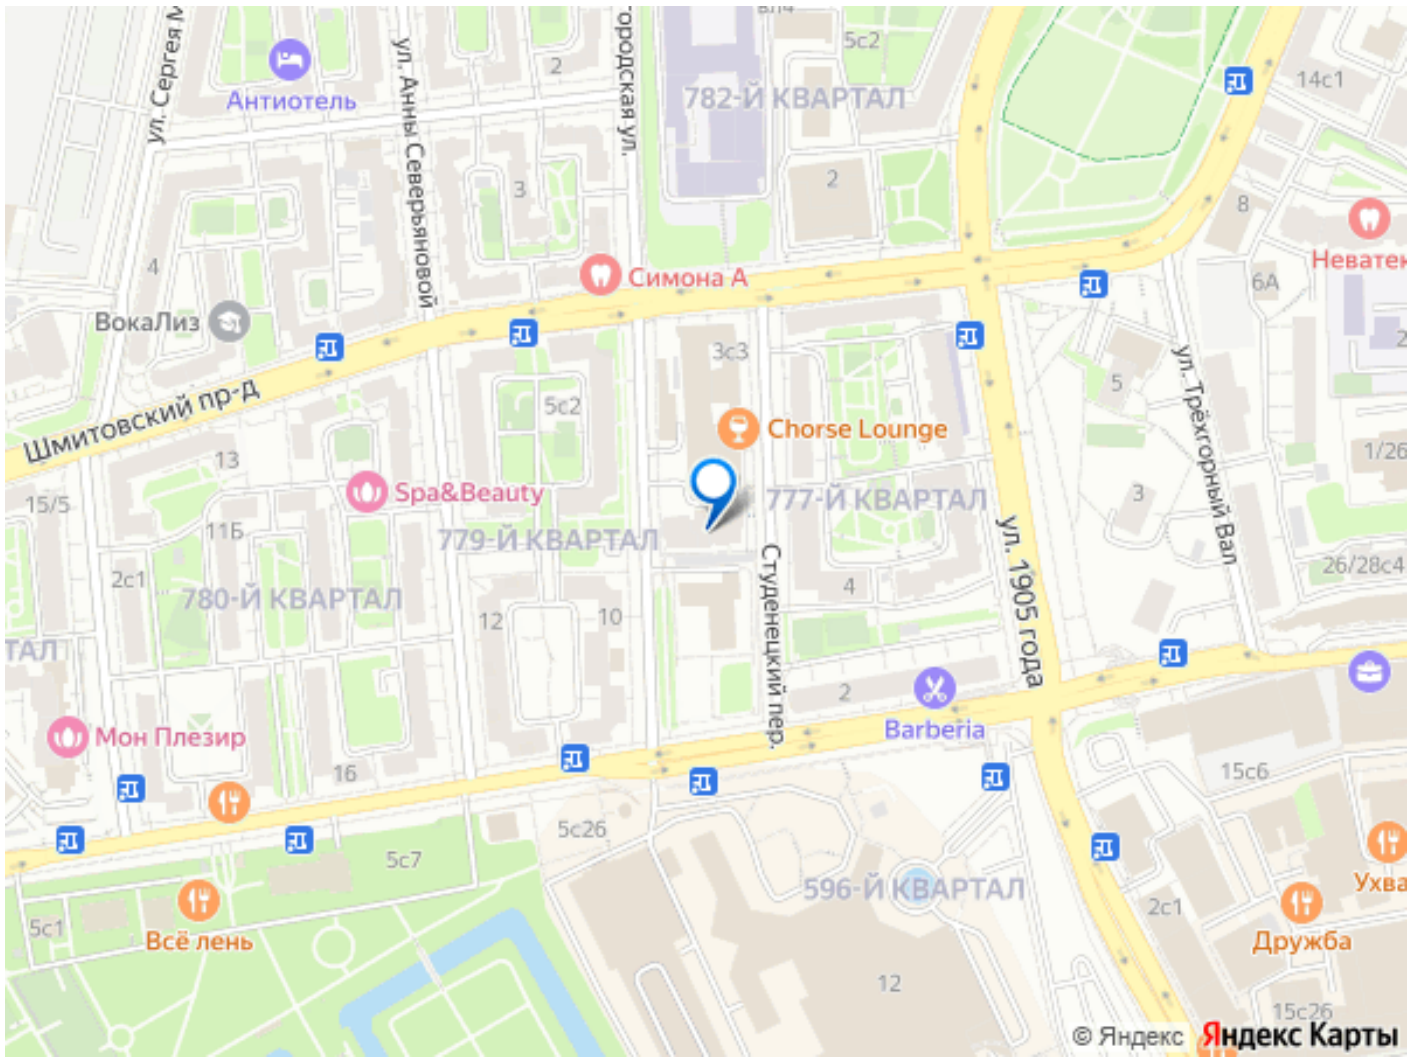 ул. Сергея М
ул. Анны Северьяновой
ородская ул.
5с2
2
14с1
Антиотель
782-Й КВАРТАЛ
3
2
8
4
Симона А
Неватек
6А
ВокаЛиз
3с3
2
5
ул. Трёхгорный Вал
Шмитовский пр-д
5с2
Chorse Lounge
13
1/26
15/5
Spa&Beauty
777-Й КВАРТАЛ
3
11Б
779-Й КВАРТАЛ
ул. 1905 года
Студенецкий пер.
2с1
26/28с4
780-Й КВАРТАЛ
4
12
10
ТАЛ
2
Barberia
Мон Плезир
16
15с6
5с26
5с7
596-Й КВАРТАЛ
Ухва
2с1
5с1
Всё лень
Дружба
12
15с26
© Яндекс Яндекс Карты